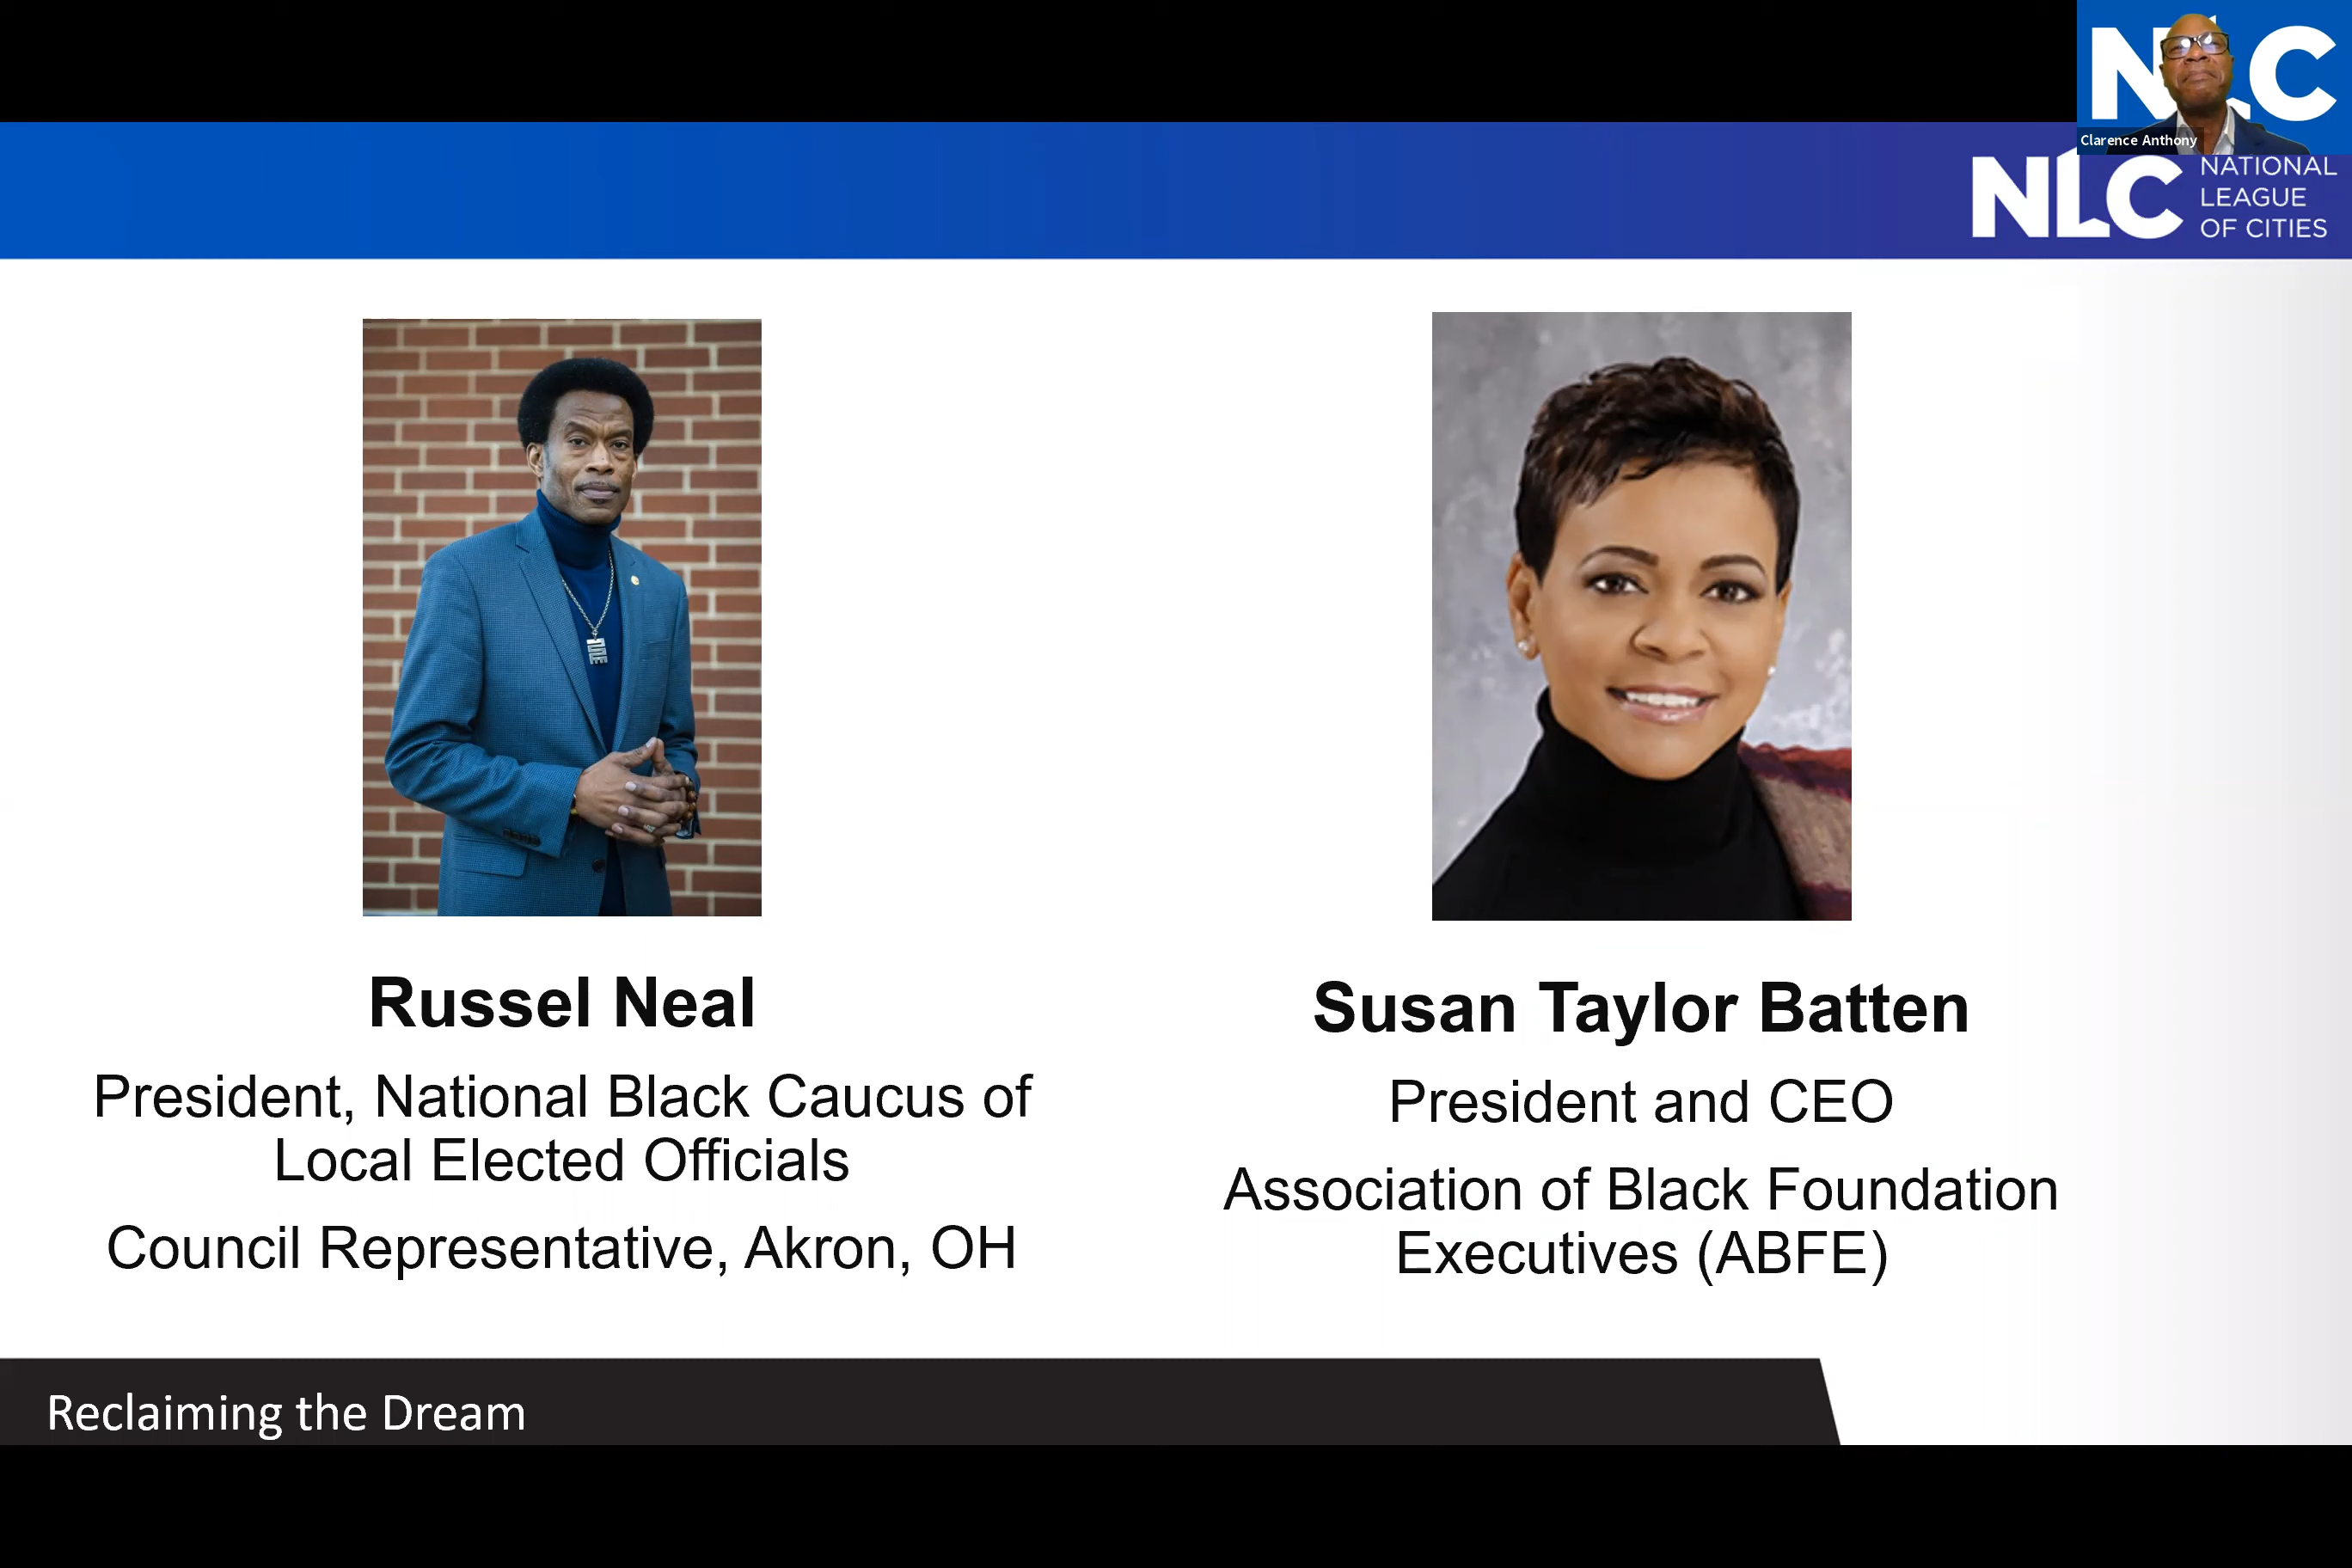 NLC
Clarence Anthony
NLC NATIONAL
LEAGUE
OF CITIES
Russel Neal
President, National Black Caucus of
Local Elected Officials
Council Representative, Akron, OH
Susan Taylor Batten
President and CEO
Association of Black Foundation
Executives (ABFE)
Reclaiming the Dream